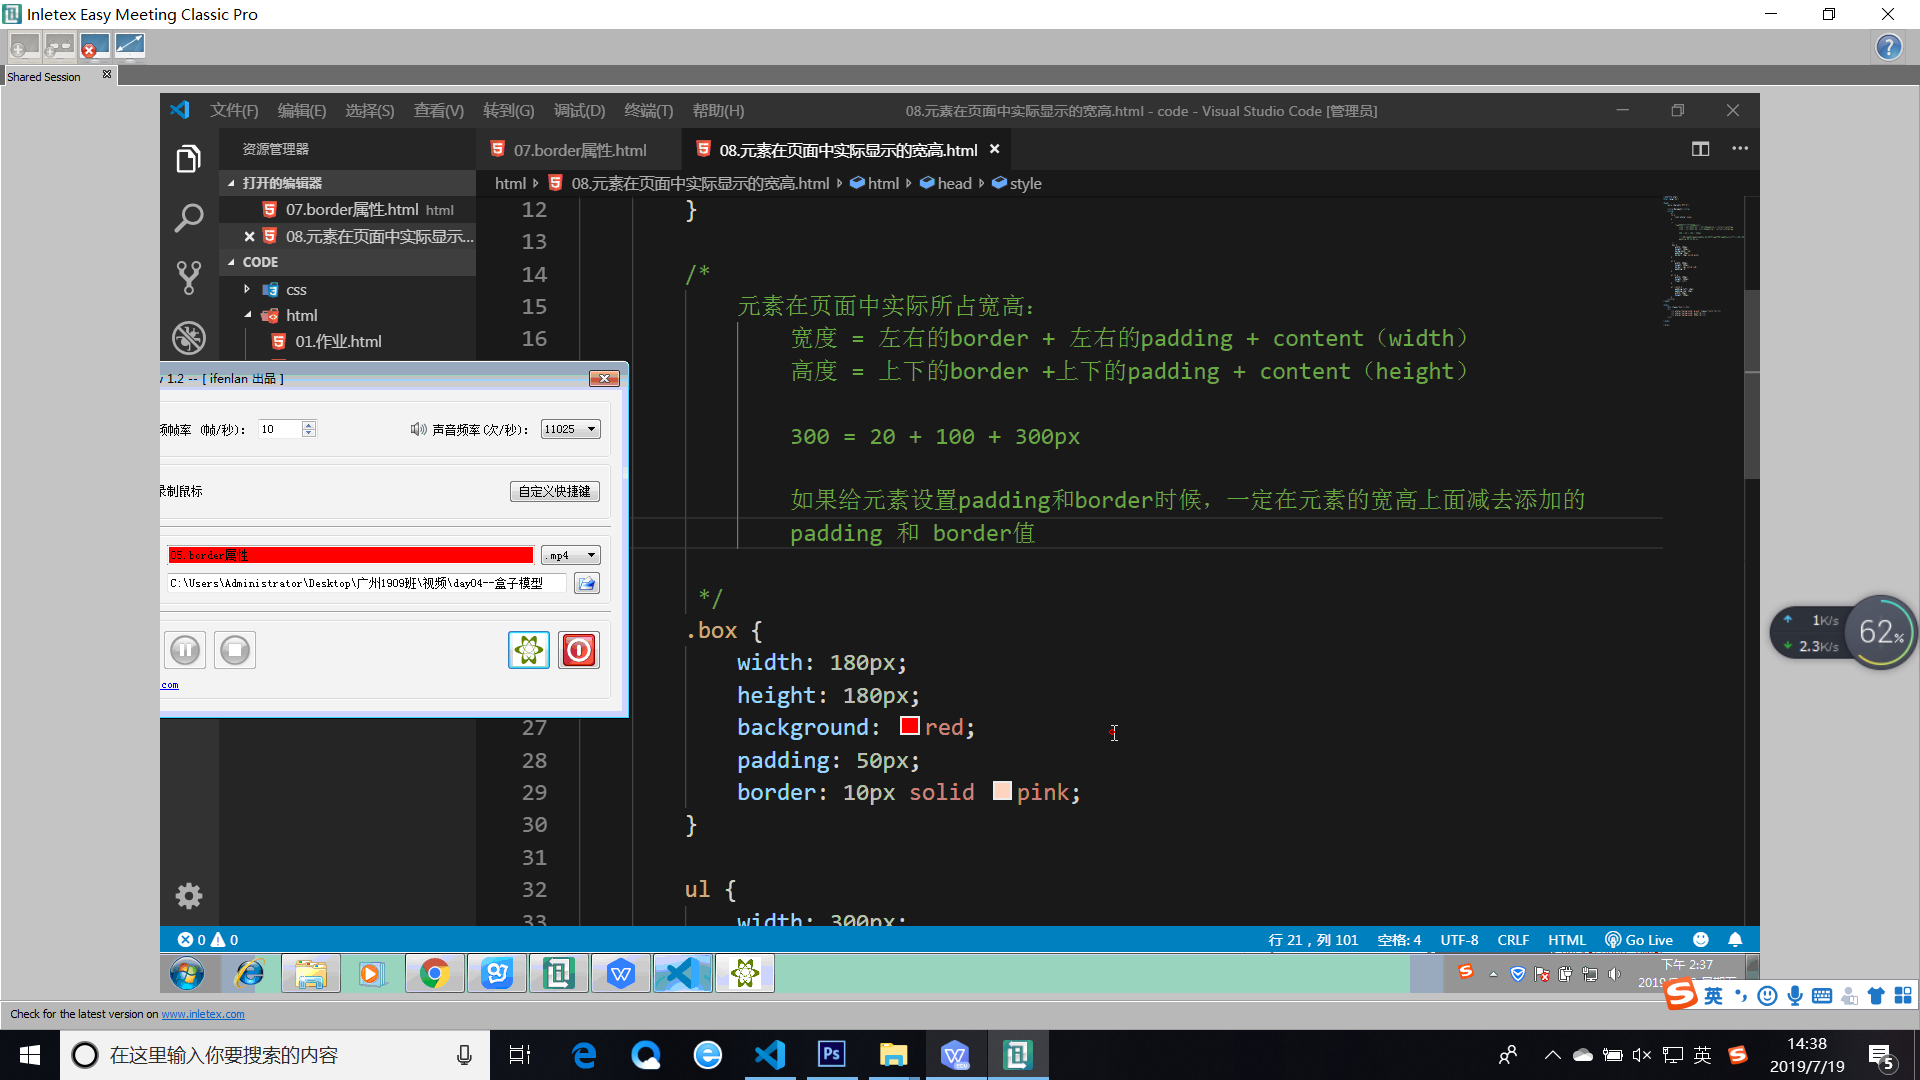 Inletex Easy Meeting Classic Pro
Shared Session
文件(F) 编辑(E) 选择(S) 查看(V) 转到(G) 调试(D) 终端(T) 帮助(H)
08.元素在页面中实际显示的宽高.html - code - Visual Studio Code [管理员]
资源管理器
07.border属性.html
08.元素在页面中实际显示的宽高.html
打开的编辑器
html 08.元素在页面中实际显示的宽高.html html head style
07.border属性.html html
08.元素在页面中实际显示...
CODE
css
html
01.作业.html
12 }
13
14 /*
15 元素在页面中实际所占宽高：
16 宽度 = 左右的border + 左右的padding + content（width）
高度 = 上下的border +上下的padding + content（height）
300 = 20 + 100 + 300px
如果给元素设置padding和border时候，一定在元素的宽高上面减去添加的
padding 和 border值
*/
.box {
width: 180px;
height: 180px;
27 background: red;
28 padding: 50px;
29 border: 10px solid pink;
30 }
31
32 ul {
33 width: 300px;
1.2 -- [ ifenlan 出品 ]
频帧率 (帧/秒): 10
声音频率(次/秒): 11025
录制鼠标
自定义快捷键
05.border属性
.mp4
C:\Users\Administrator\Desktop\广州1909班\视频\day04--盒子模型
com
1K/s
2.3K/s
62%
0 0
行 21，列 101 空格: 4 UTF-8 CRLF HTML Go Live
下午 2:37
2019
英
Check for the latest version on www.inletex.com
在这里输入你要搜索的内容
Ps
英
14:38
2019/7/19
5